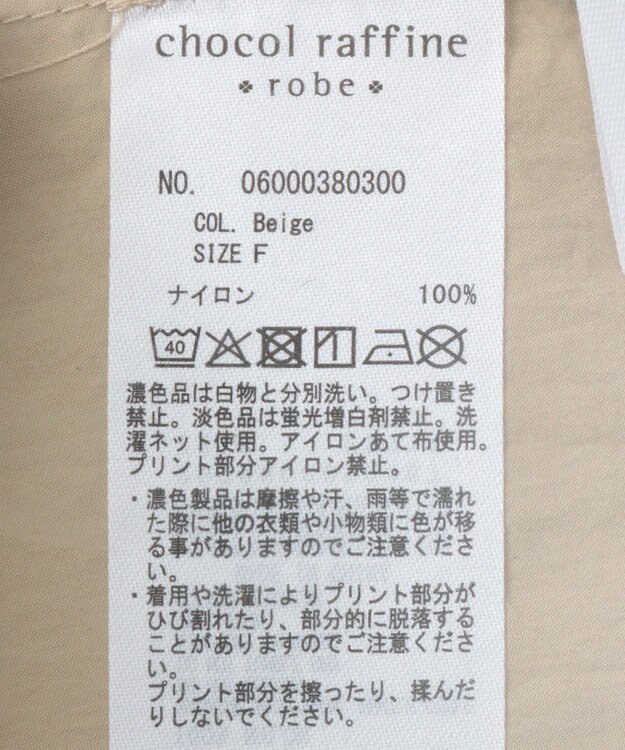 chocol raffine
robe
NO. 06000380300
COL. Beige
SIZE F
ナイロン 100%
40
濃色品は白物と分別洗い。つけ置き
禁止。淡色品は蛍光増白剤禁止。洗
濯ネット使用。アイロンあて布使用。
プリント部分アイロン禁止。
・濃色製品は摩擦や汗、雨等で濡れ
た際に他の衣類や小物類に色が移
る事がありますのでご注意くださ
い。
・着用や洗濯によりプリント部分が
ひび割れたり、部分的に脱落する
ことがありますのでご注意くださ
い。
プリント部分を擦ったり、揉んだ
りしないでください。